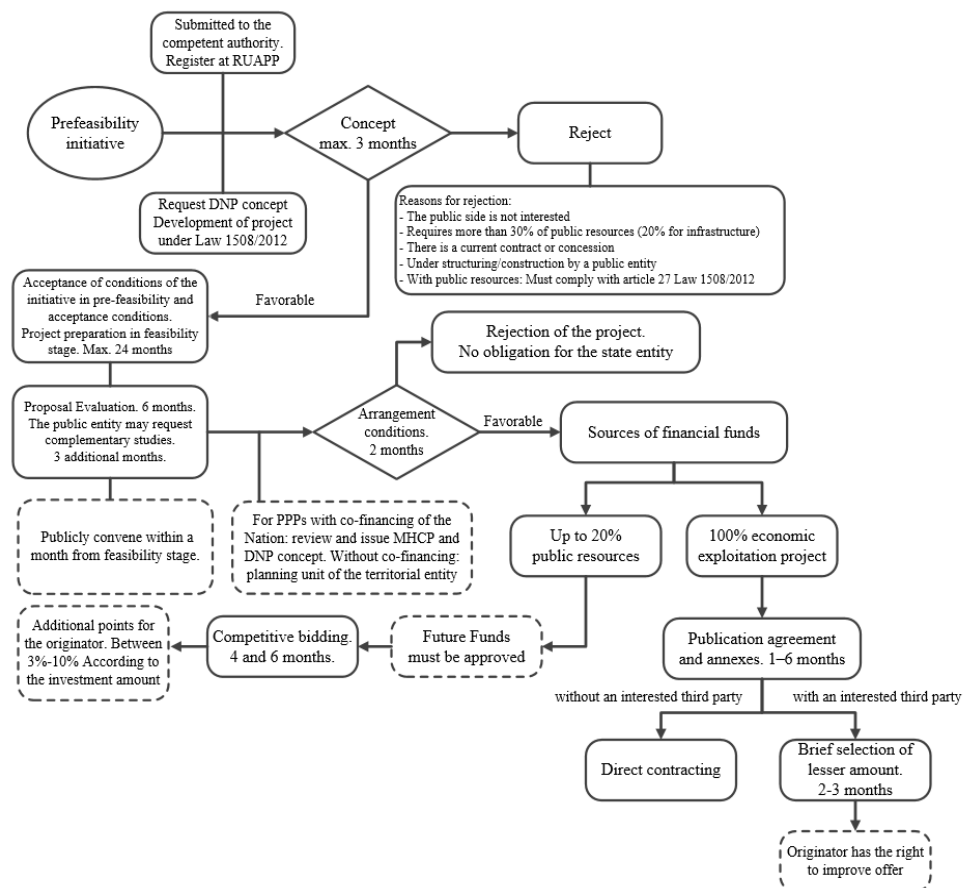 Submitted to the
competent authority.
Register at RUAPP
Prefeasibility
initiative
Concept
max. 3 months
Reject
Request DNP concept
Development of project
under Law 1508/2012
Reasons for rejection:
- The public side is not interested
- Requires more than 30% of public resources (20% for infrastructure)
- There is a current contract or concession
- Under structuring/construction by a public entity
- With public resources: Must comply with article 27 Law 1508/2012
Acceptance of conditions of the
initiative in pre-feasibility and
acceptance conditions.
Project preparation in feasibility
stage. Max. 24 months
Favorable
Rejection of the project.
No obligation for the state entity
Proposal Evaluation. 6 months.
The public entity may request
complementary studies.
3 additional months.
Arrangement
conditions.
2 months
Favorable
Sources of financial funds
Publicly convene within a
month from feasibility stage.
For PPPs with co-financing of the
Nation: review and issue MHCP and
DNP concept. Without co-financing:
planning unit of the territorial entity
Up to 20%
public resources
100% economic
exploitation project
Additional points for
the originator. Between
3%-10% According to
the investment amount
Competitive bidding.
4 and 6 months.
Future Funds
must be approved
Publication agreement
and annexes. 1–6 months
without an interested third party
with an interested third party
Direct contracting
Brief selection of
lesser amount.
2-3 months
Originator has the right
to improve offer